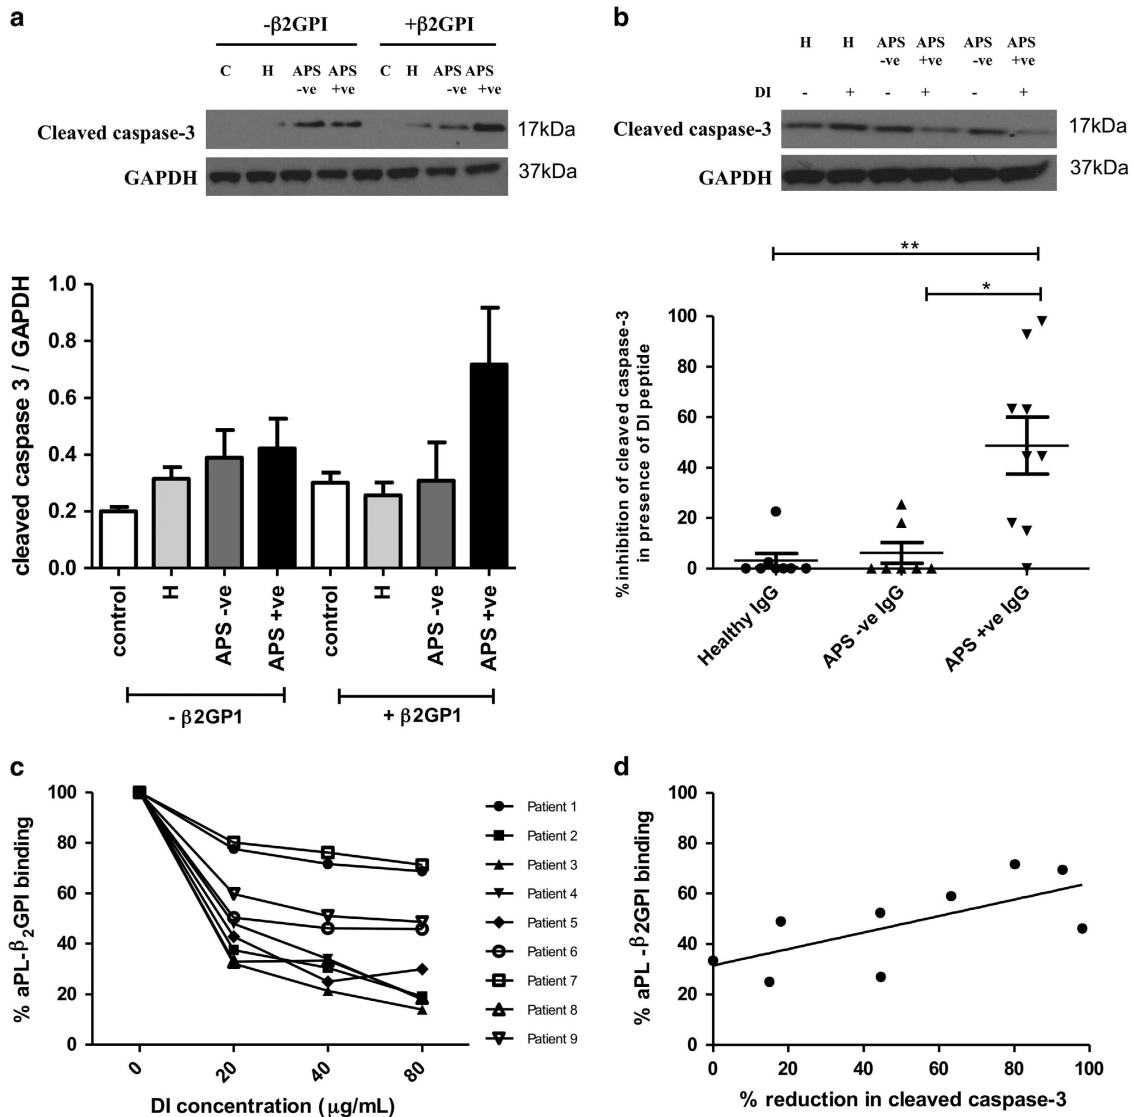 a
-β2GPI
+β2GPI
C H APS -ve APS +ve C H APS -ve APS +ve
Cleaved caspase-3
17kDa
GAPDH
37kDa
cleaved caspase 3 / GAPDH
1.0
0.8
0.6
0.4
0.2
0.0
control
H
APS -ve
APS +ve
control
H
APS -ve
APS +ve
- β2GP1
+ β2GP1
b
H H APS -ve APS +ve APS -ve APS +ve
DI - + - + - +
Cleaved caspase-3
17kDa
GAPDH
37kDa
**
*
% inhibition of cleaved caspase-3
in presence of DI peptide
100
80
60
40
20
0
Healthy IgG
APS -ve IgG
APS +ve IgG
c
% aPL-β2GPI binding
100
80
60
40
20
0
0
20
40
80
DI concentration (μg/mL)
Patient 1
Patient 2
Patient 3
Patient 4
Patient 5
Patient 6
Patient 7
Patient 8
Patient 9
d
% aPL -β2GPI binding
100
80
60
40
20
0
0 20 40 60 80 100
% reduction in cleaved caspase-3